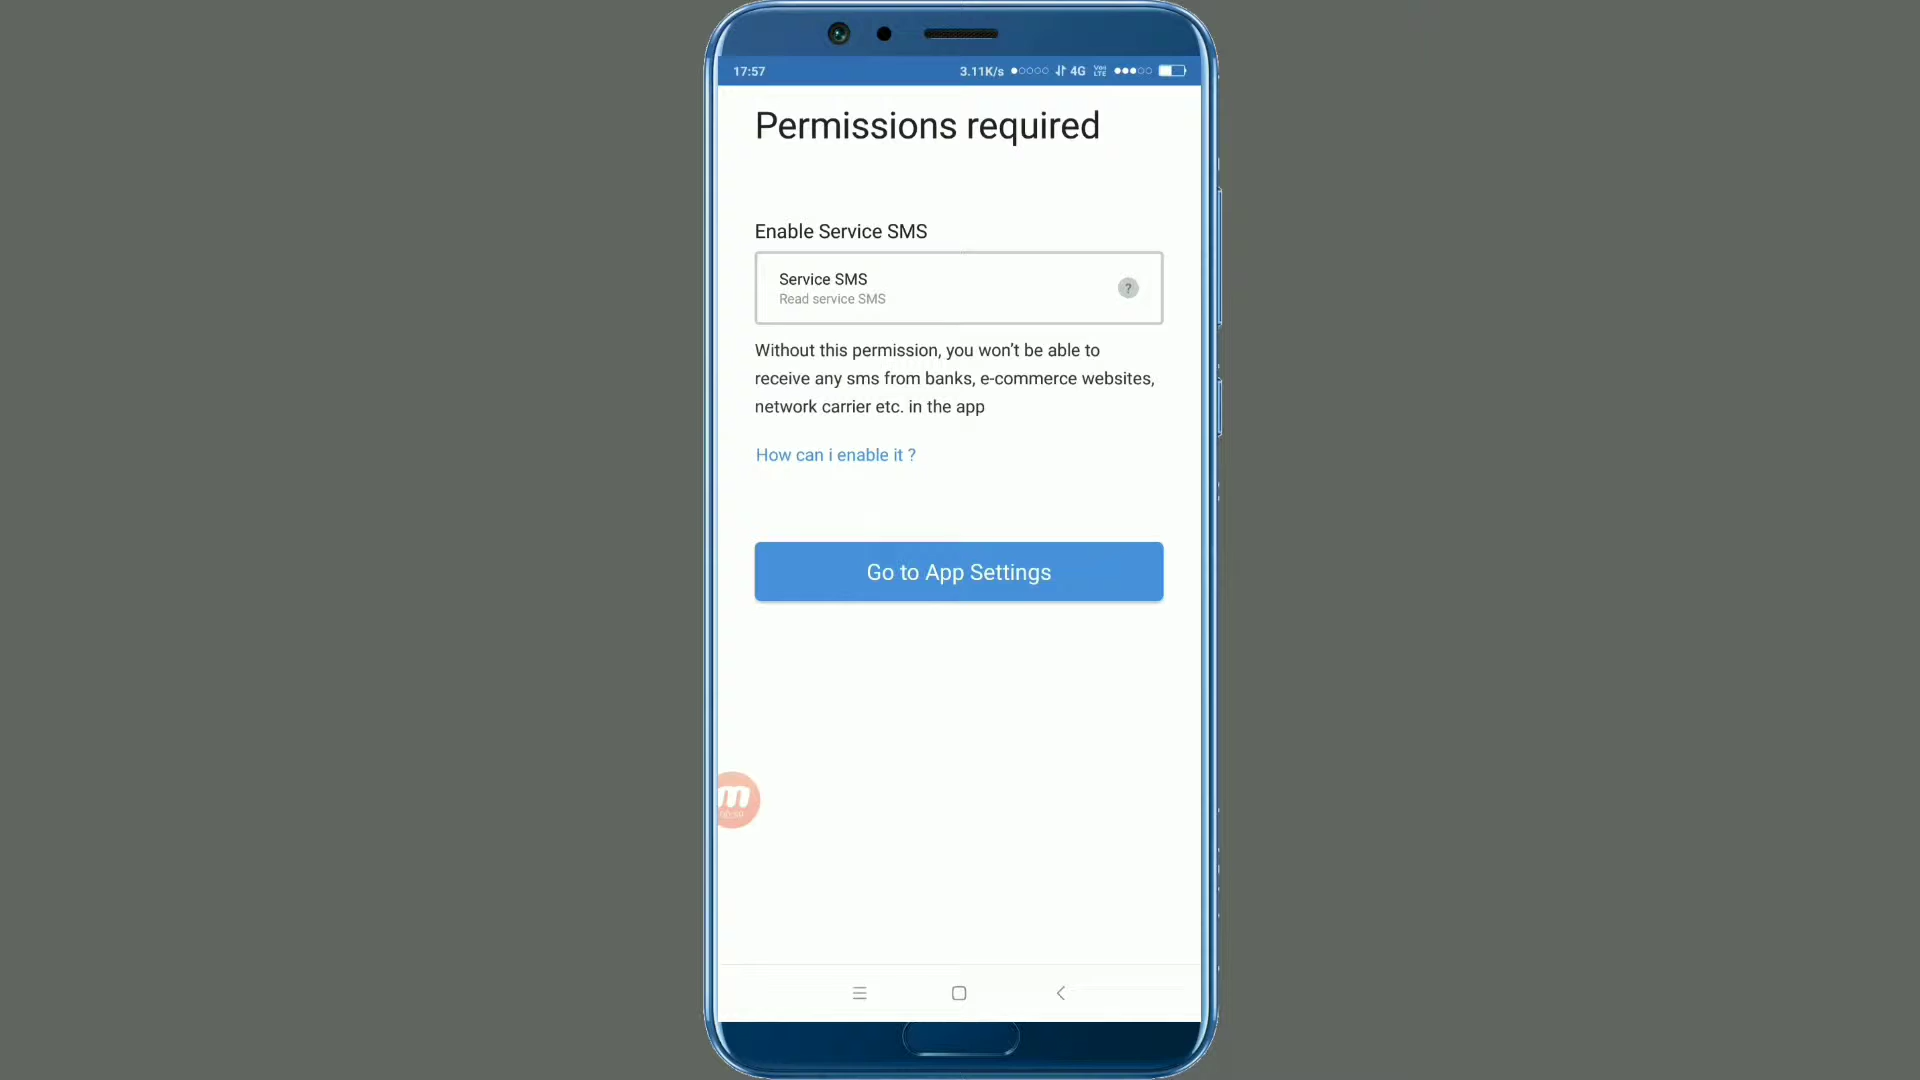 17:57 3.11K/s 4G Vo LTE
Permissions required
Enable Service SMS
Service SMS
?
Read service SMS
Without this permission, you won't be able to
receive any sms from banks, e-commerce websites,
network carrier etc. in the app
How can i enable it ?
Go to App Settings
m